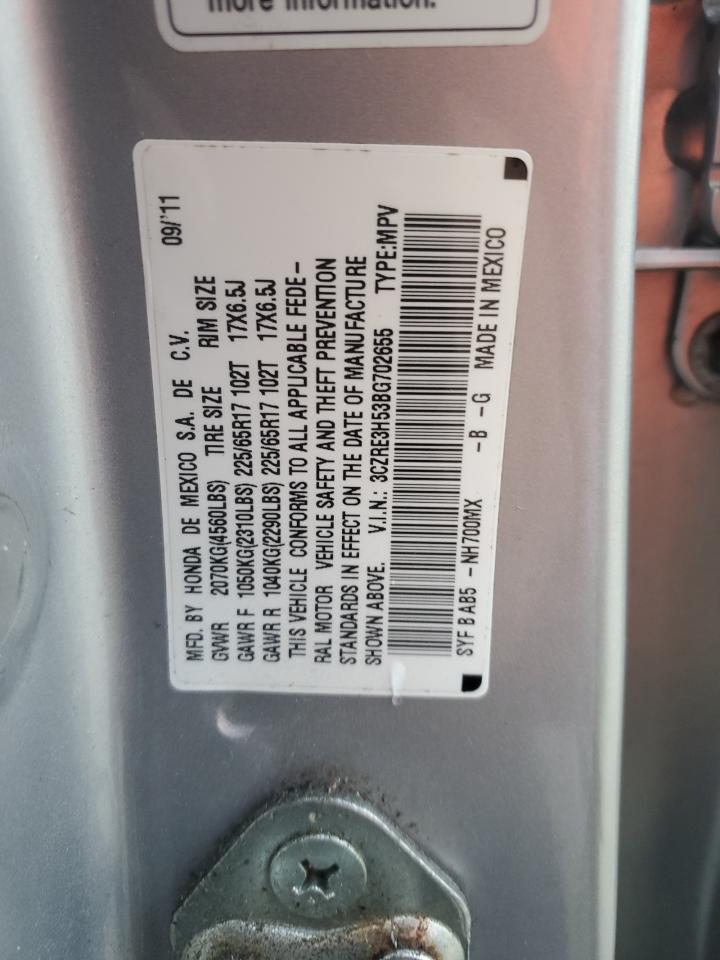 more information.
09/'11
MFD. BY HONDA DE MEXICO S.A. DE C.V.
GVWR 2070KG(4560LBS) TIRE SIZE RIM SIZE
GAWR F 1050KG(2310LBS) 225/65R17 102T 17X6.5J
GAWR R 1040KG(2290LBS) 225/65R17 102T 17X6.5J
THIS VEHICLE CONFORMS TO ALL APPLICABLE FEDE-
RAL MOTOR VEHICLE SAFETY AND THEFT PREVENTION
STANDARDS IN EFFECT ON THE DATE OF MANUFACTURE
SHOWN ABOVE. V.I.N.: 3CZRE3H53BG702655 TYPE:MPV
SYF B AB5 -NH700MX -B -G MADE IN MEXICO